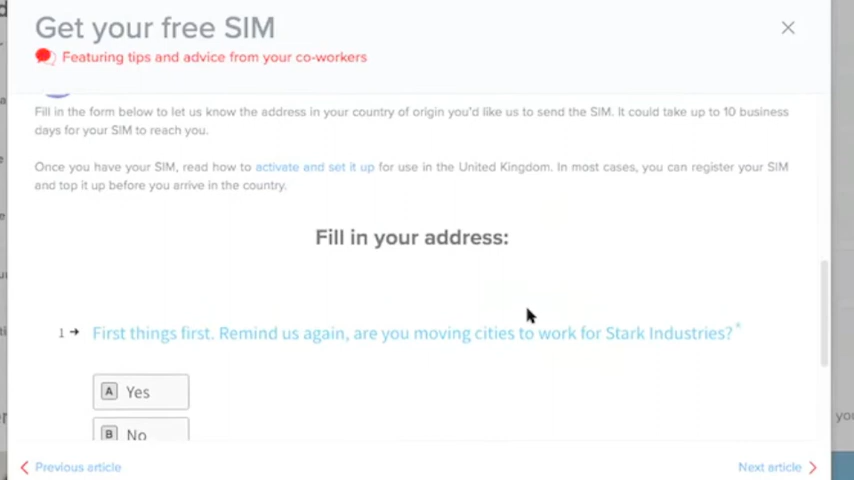 Get your free SIM
Featuring tips and advice from your co-workers
Fill in the form below to let us know the address in your country of origin you'd like us to send the SIM. It could take up to 10 business
days for your SIM to reach you.
Once you have your SIM, read how to activate and set it up for use in the United Kingdom. In most cases, you can register your SIM
and top it up before you arrive in the country.
Fill in your address:
1 → First things first. Remind us again, are you moving cities to work for Stark Industries? *
A Yes
B No
Previous article
Next article